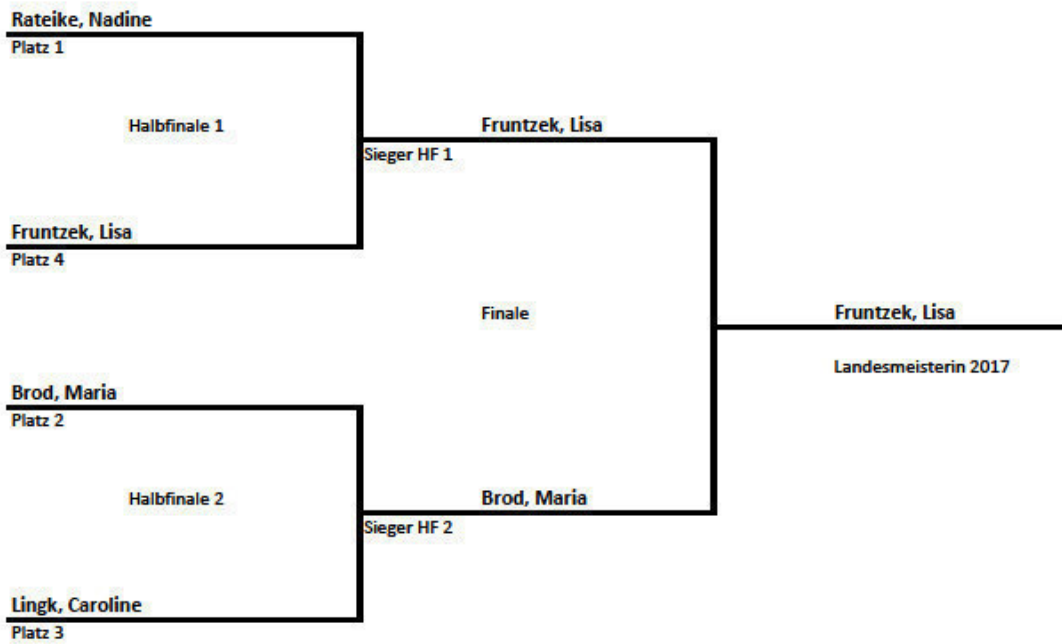 Rateike, Nadine
Platz 1
Halbfinale 1
Fruntzek, Lisa
Sieger HF 1
Fruntzek, Lisa
Platz 4
Finale
Fruntzek, Lisa
Landesmeisterin 2017
Brod, Maria
Platz 2
Halbfinale 2
Brod, Maria
Sieger HF 2
Lingk, Caroline
Platz 3